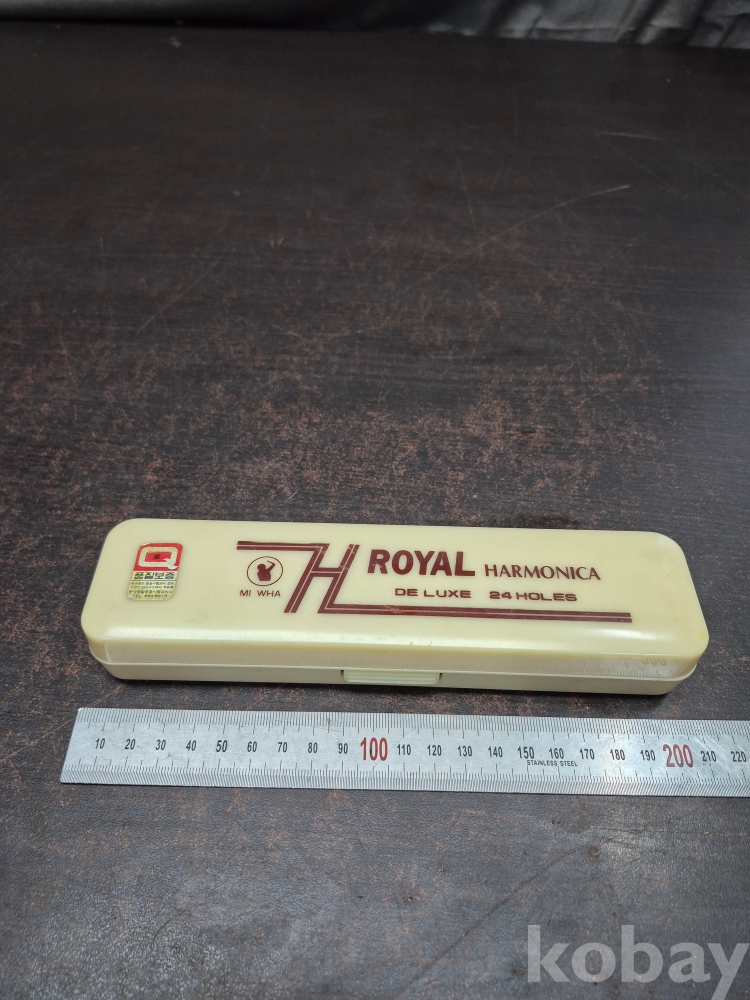 Q
품질보증
MI WHA
H ROYAL HARMONICA
DE LUXE 24 HOLES
10 20 30 40 50 60 70 80 90 100 110 120 130 140 150 160 170 180 190 200 210 220
STAINLESS STEEL
kobay